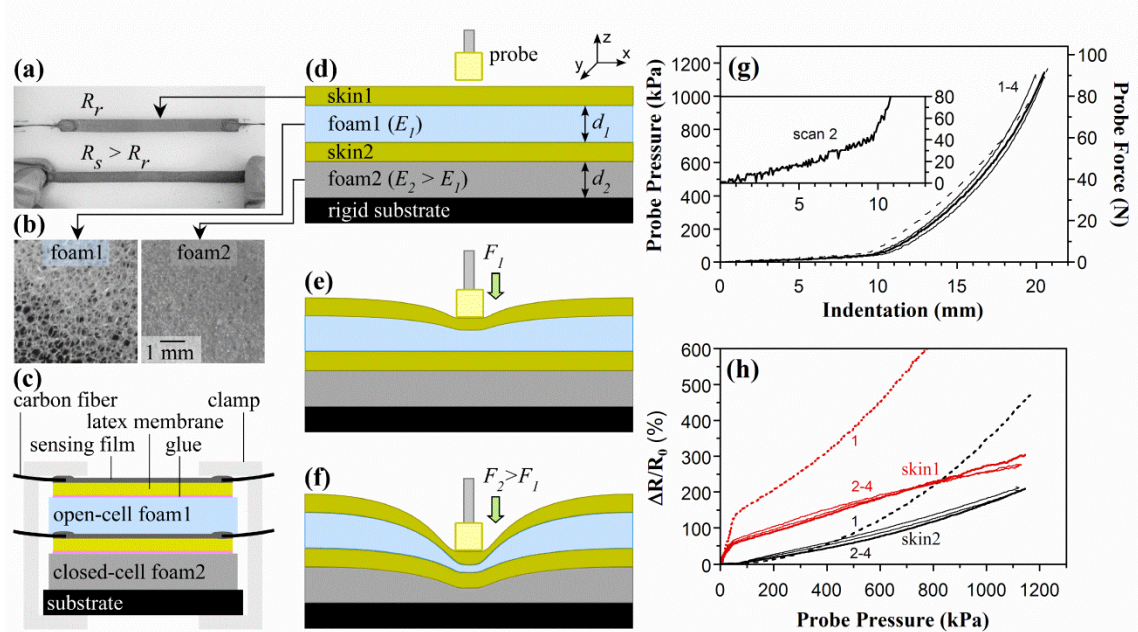 (a)
R_r
R_s > R_r
(b)
foam1
foam2
1 mm
(c)
carbon fiber
clamp
latex membrane
sensing film
glue
open-cell foam1
closed-cell foam2
substrate
(d)
probe
z
y
x
skin1
foam1 (E_1)
d_1
skin2
foam2 (E_2 > E_1)
d_2
rigid substrate
(e)
F_1
(f)
F_2>F_1
(g)
Probe Pressure (kPa)
1200
1000
800
600
400
200
0
Probe Force (N)
100
80
60
40
20
0
1-4
scan 2
80
60
40
20
0
5 10
0 5 10 15 20
Indentation (mm)
(h)
ΔR/R_0 (%)
600
500
400
300
200
100
0
1
skin1
2-4
1
skin2
2-4
0 200 400 600 800 1000 1200
Probe Pressure (kPa)